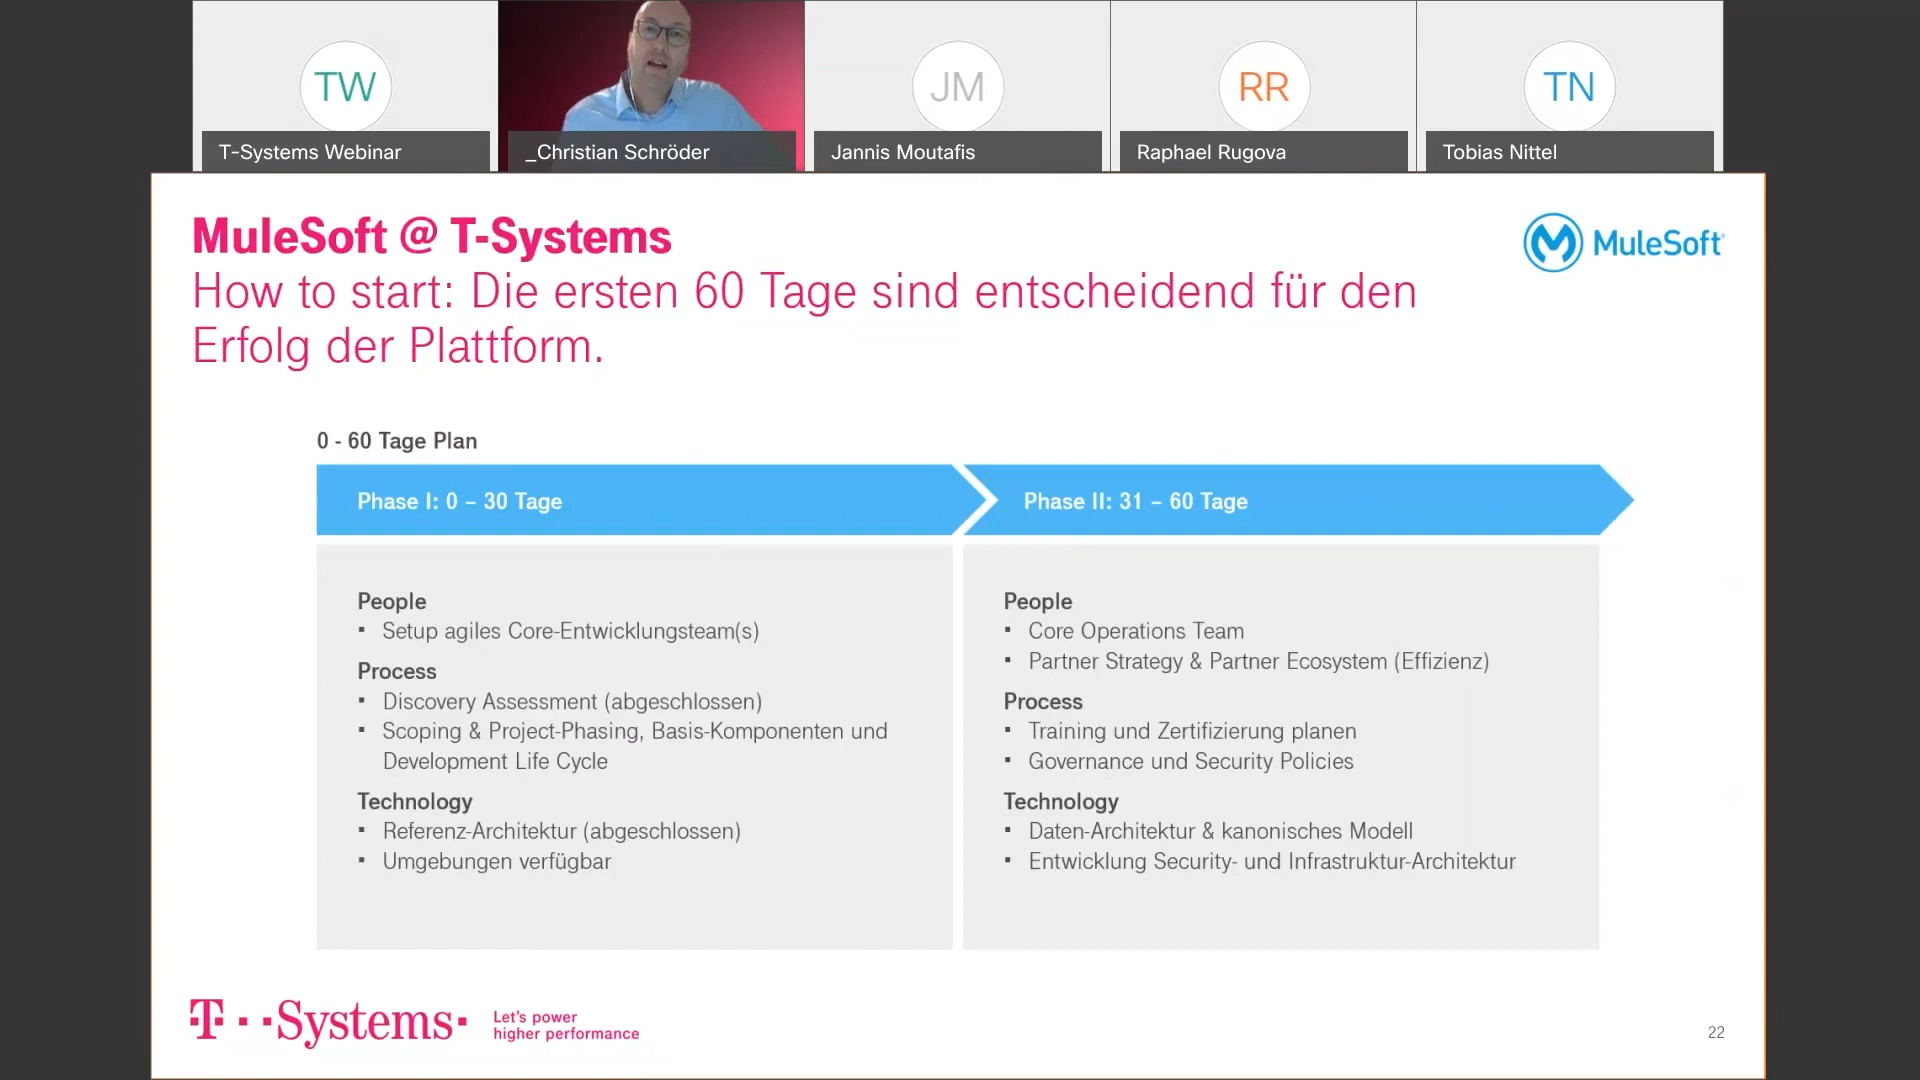 TW
JM
RR
TN
T-Systems Webinar
_Christian Schröder
Jannis Moutafis
Raphael Rugova
Tobias Nittel
MuleSoft @ T-Systems
MuleSoft
How to start: Die ersten 60 Tage sind entscheidend für den
Erfolg der Plattform.
0 - 60 Tage Plan
Phase I: 0 – 30 Tage
Phase II: 31 – 60 Tage
People
▪ Setup agiles Core-Entwicklungsteam(s)
Process
▪ Discovery Assessment (abgeschlossen)
▪ Scoping & Project-Phasing, Basis-Komponenten und
Development Life Cycle
Technology
▪ Referenz-Architektur (abgeschlossen)
▪ Umgebungen verfügbar
People
▪ Core Operations Team
▪ Partner Strategy & Partner Ecosystem (Effizienz)
Process
▪ Training und Zertifizierung planen
▪ Governance und Security Policies
Technology
▪ Daten-Architektur & kanonisches Modell
▪ Entwicklung Security- und Infrastruktur-Architektur
T··Systems·
Let's power
higher performance
22